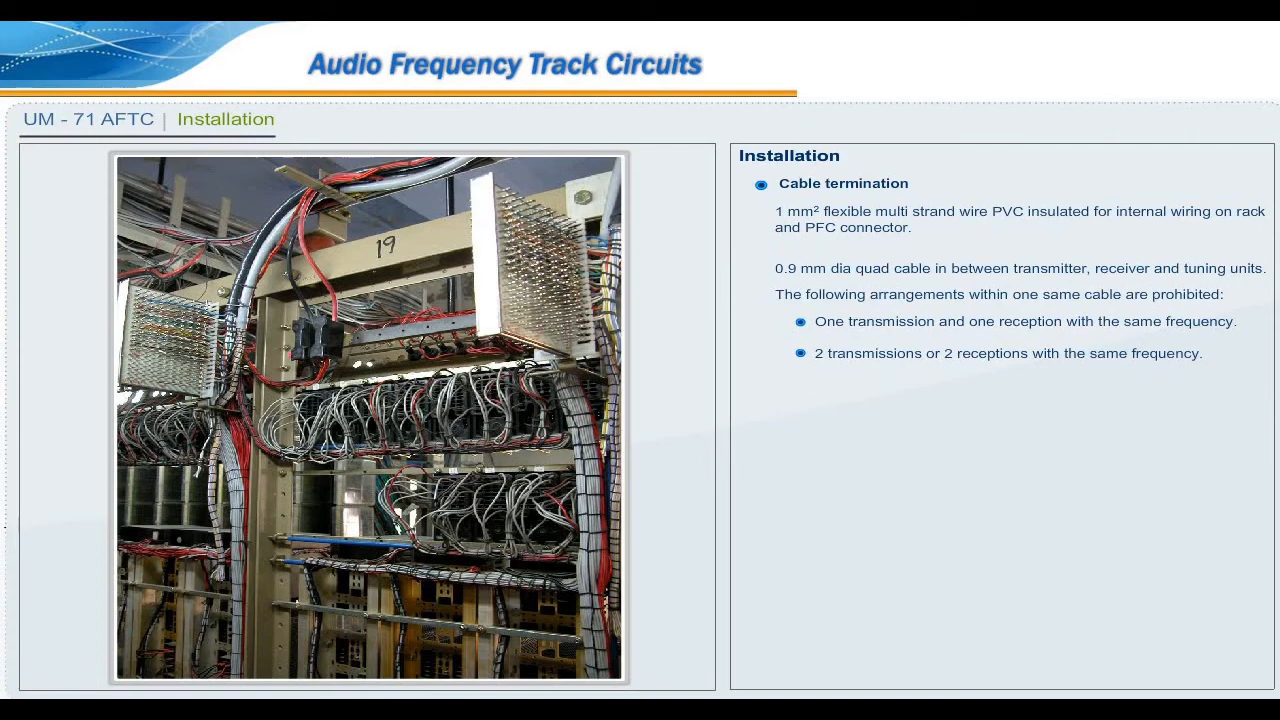 Audio Frequency Track Circuits
UM - 71 AFTC | Installation
19
Installation
Cable termination
1 mm² flexible multi strand wire PVC insulated for internal wiring on rack
and PFC connector.
0.9 mm dia quad cable in between transmitter, receiver and tuning units.
The following arrangements within one same cable are prohibited:
One transmission and one reception with the same frequency.
2 transmissions or 2 receptions with the same frequency.